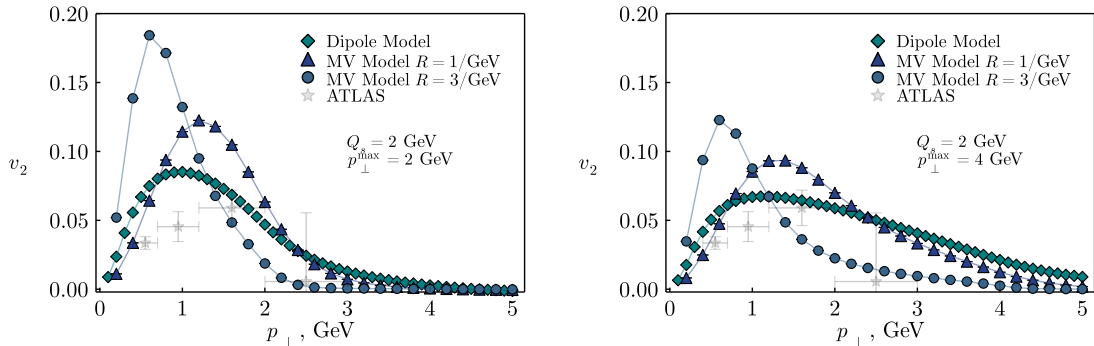 0.20
0.15
0.10
0.05
0.00
v₂
Dipole Model
MV Model R = 1/GeV
MV Model R = 3/GeV
ATLAS
Qₛ = 2 GeV
p⊥ᵐᵃˣ = 2 GeV
0 1 2 3 4 5
p⊥ , GeV
0.20
0.15
0.10
0.05
0.00
v₂
Dipole Model
MV Model R = 1/GeV
MV Model R = 3/GeV
ATLAS
Qₛ = 2 GeV
p⊥ᵐᵃˣ = 4 GeV
0 1 2 3 4 5
p⊥ , GeV